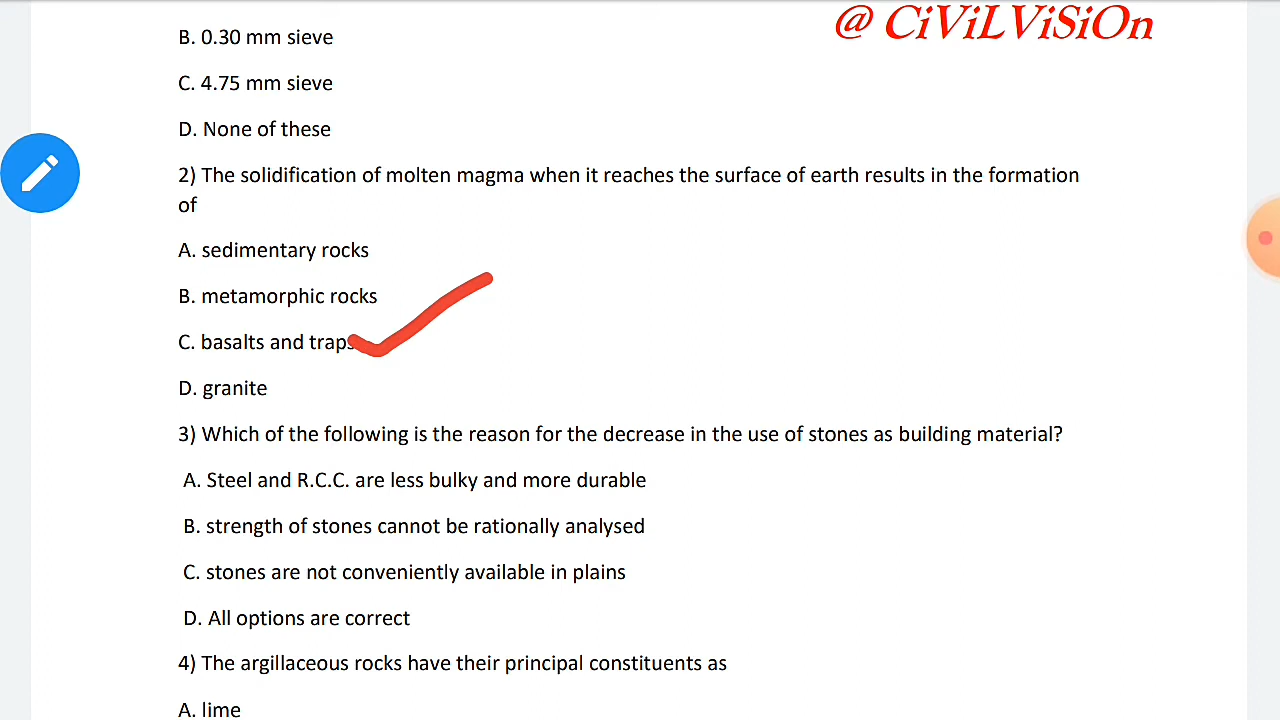 @ CiViLViSiOn
B. 0.30 mm sieve
C. 4.75 mm sieve
D. None of these
2) The solidification of molten magma when it reaches the surface of earth results in the formation
of
A. sedimentary rocks
B. metamorphic rocks
C. basalts and traps
D. granite
3) Which of the following is the reason for the decrease in the use of stones as building material?
A. Steel and R.C.C. are less bulky and more durable
B. strength of stones cannot be rationally analysed
C. stones are not conveniently available in plains
D. All options are correct
4) The argillaceous rocks have their principal constituents as
A. lime